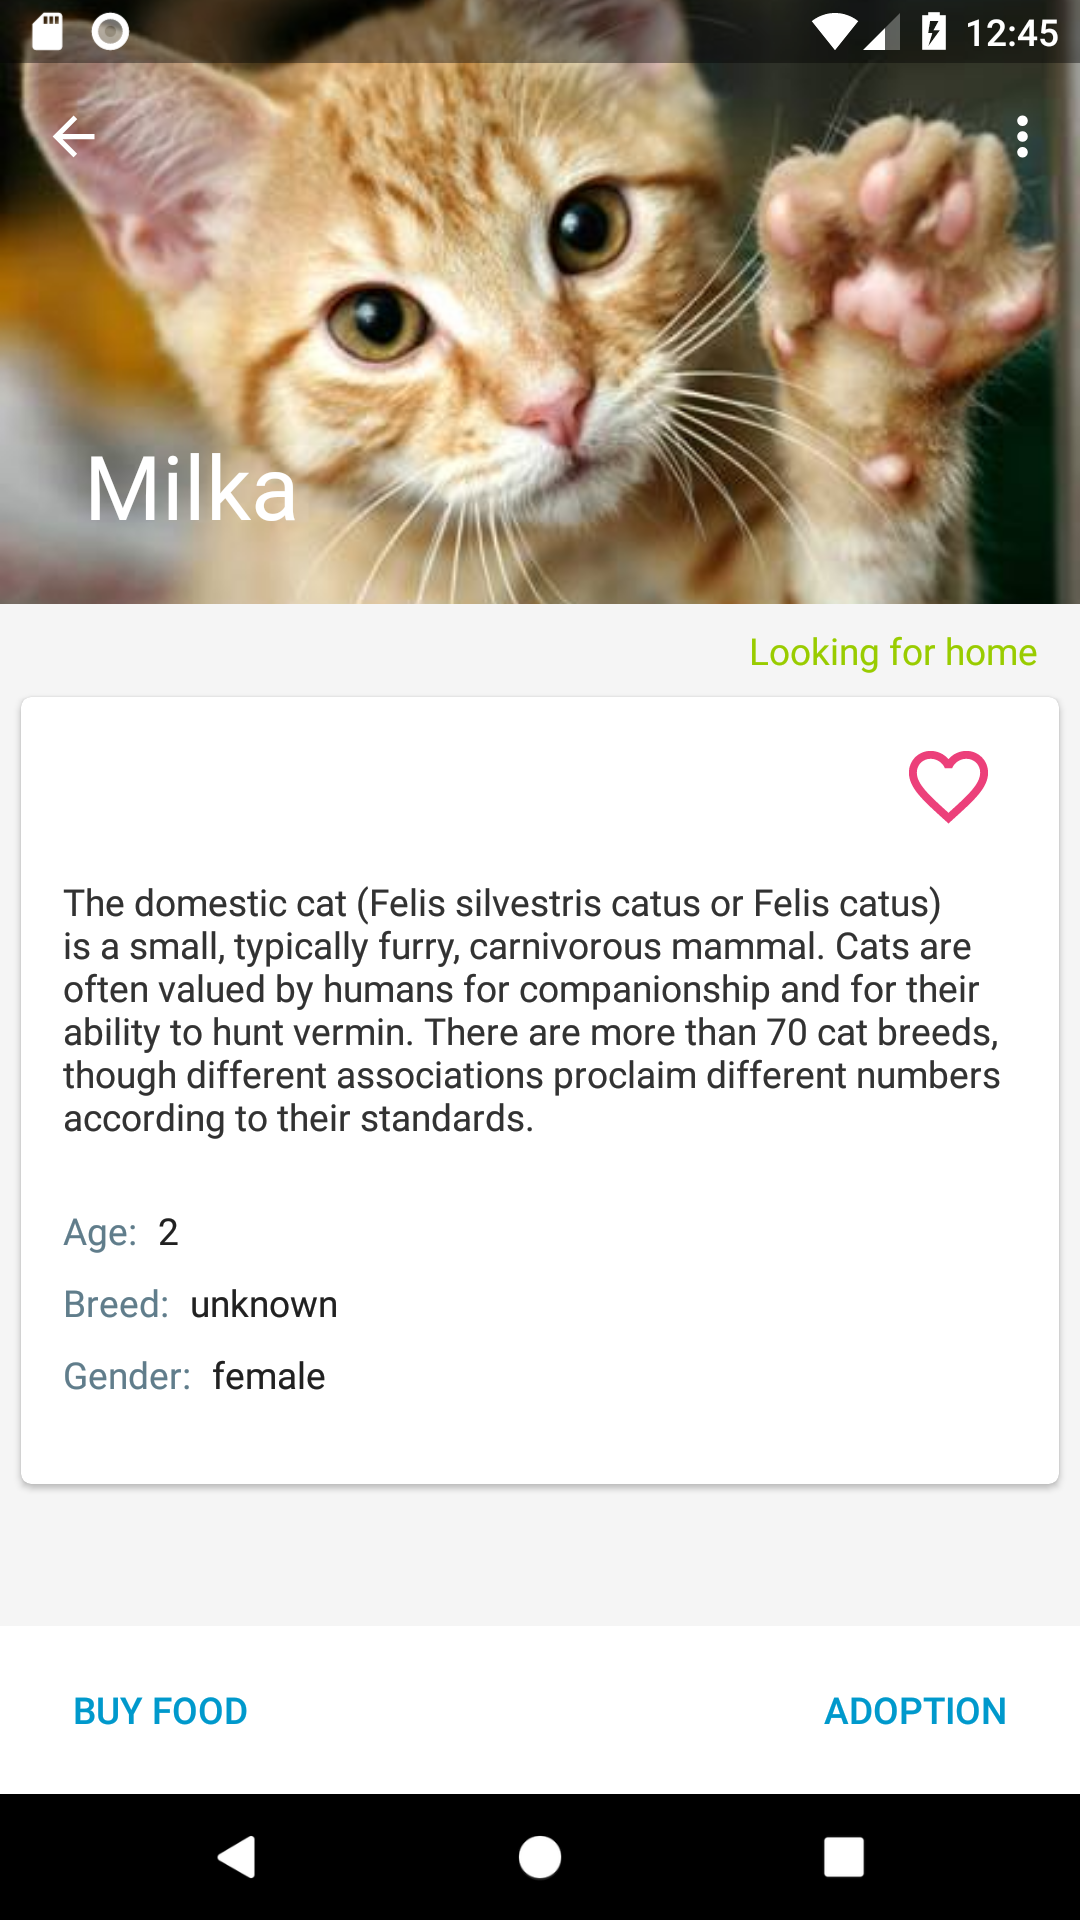 12:45
Milka
Looking for home
The domestic cat (Felis silvestris catus or Felis catus)
is a small, typically furry, carnivorous mammal. Cats are
often valued by humans for companionship and for their
ability to hunt vermin. There are more than 70 cat breeds,
though different associations proclaim different numbers
according to their standards.
Age: 2
Breed: unknown
Gender: female
BUY FOOD ADOPTION